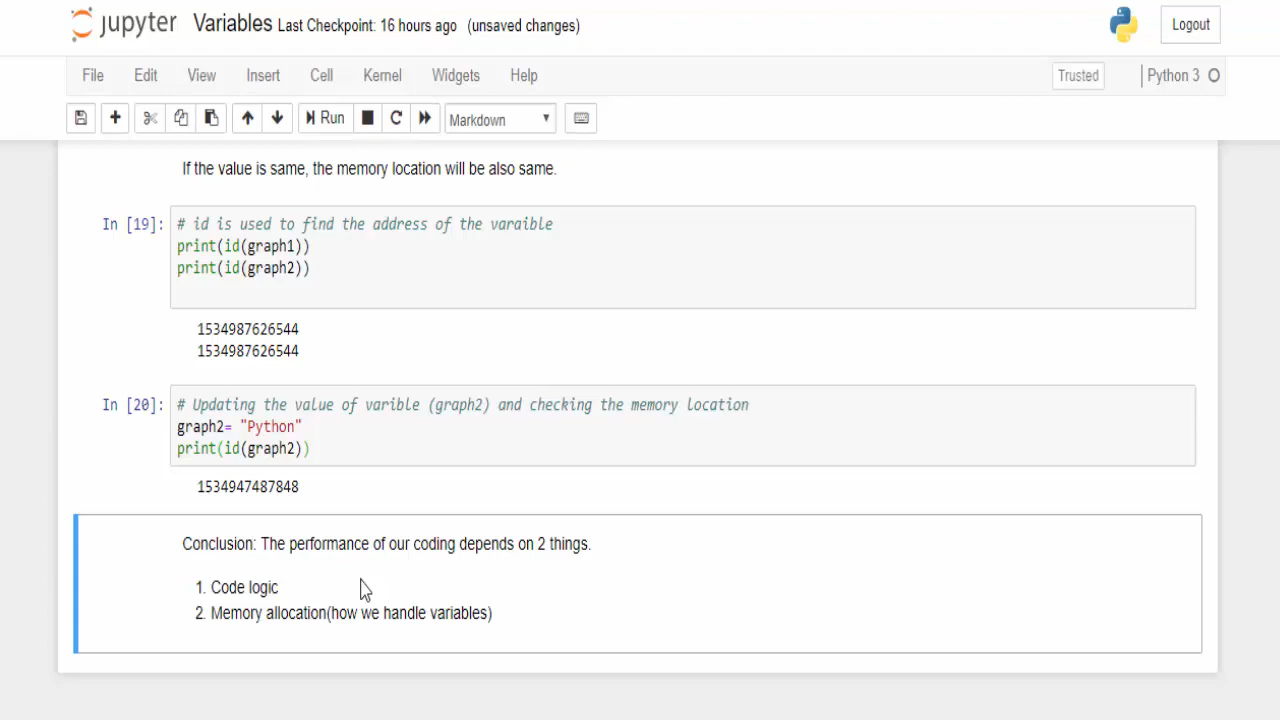 jupyter Variables Last Checkpoint: 16 hours ago (unsaved changes) Logout
File Edit View Insert Cell Kernel Widgets Help Trusted Python 3
Run Markdown
If the value is same, the memory location will be also same.
In [19]: # id is used to find the address of the varaible
print(id(graph1))
print(id(graph2))
1534987626544
1534987626544
In [20]: # Updating the value of varible (graph2) and checking the memory location
graph2= "Python"
print(id(graph2))
1534947487848
Conclusion: The performance of our coding depends on 2 things.
1. Code logic
2. Memory allocation(how we handle variables)